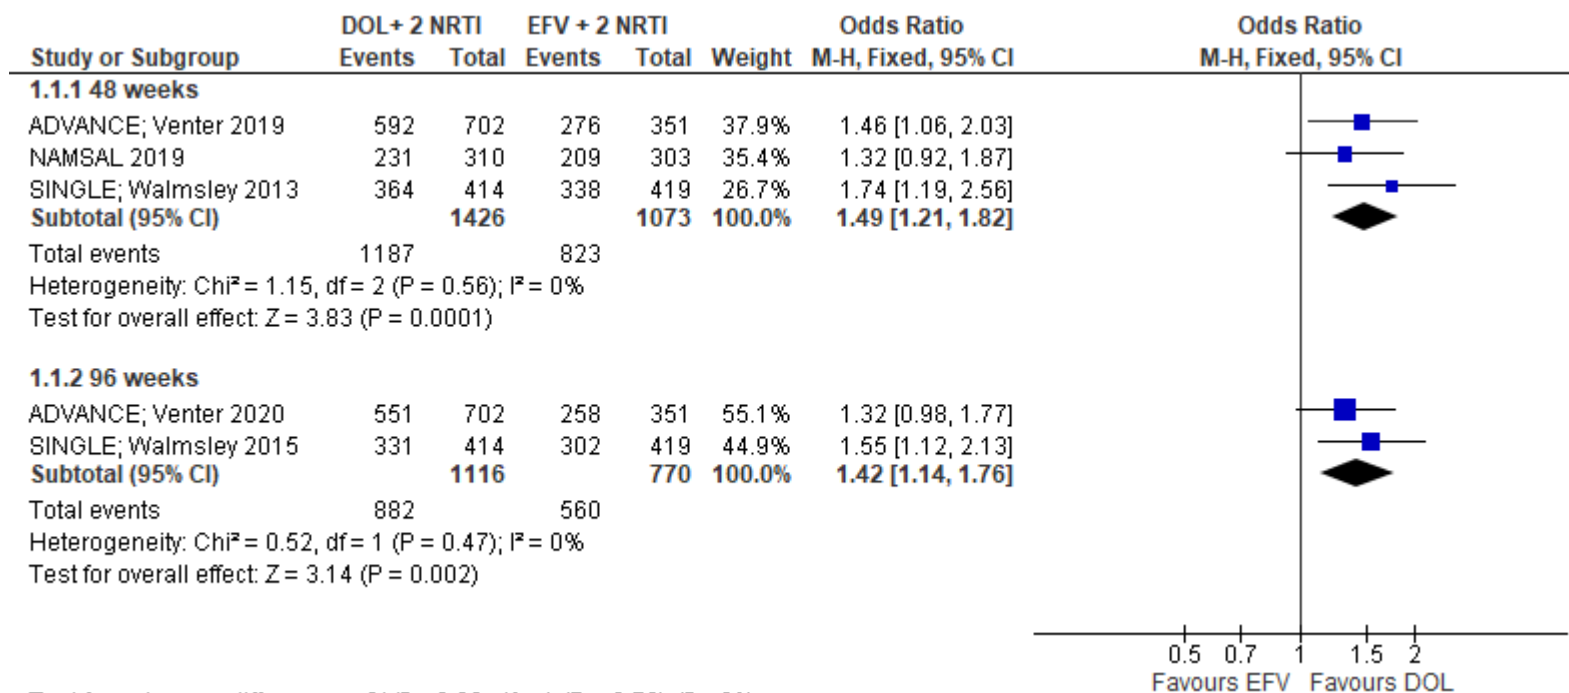 DOL+ 2 NRTI EFV + 2 NRTI Odds Ratio Odds Ratio
Study or Subgroup Events Total Events Total Weight M-H, Fixed, 95% CI M-H, Fixed, 95% CI
1.1.1 48 weeks
ADVANCE; Venter 2019 592 702 276 351 37.9% 1.46 [1.06, 2.03]
NAMSAL 2019 231 310 209 303 35.4% 1.32 [0.92, 1.87]
SINGLE; Walmsley 2013 364 414 338 419 26.7% 1.74 [1.19, 2.56]
Subtotal (95% CI) 1426 1073 100.0% 1.49 [1.21, 1.82]
Total events 1187 823
Heterogeneity: Chi² = 1.15, df = 2 (P = 0.56); I² = 0%
Test for overall effect: Z = 3.83 (P = 0.0001)
1.1.2 96 weeks
ADVANCE; Venter 2020 551 702 258 351 55.1% 1.32 [0.98, 1.77]
SINGLE; Walmsley 2015 331 414 302 419 44.9% 1.55 [1.12, 2.13]
Subtotal (95% CI) 1116 770 100.0% 1.42 [1.14, 1.76]
Total events 882 560
Heterogeneity: Chi² = 0.52, df = 1 (P = 0.47); I² = 0%
Test for overall effect: Z = 3.14 (P = 0.002)
0.5 0.7 1 1.5 2
Favours EFV Favours DOL